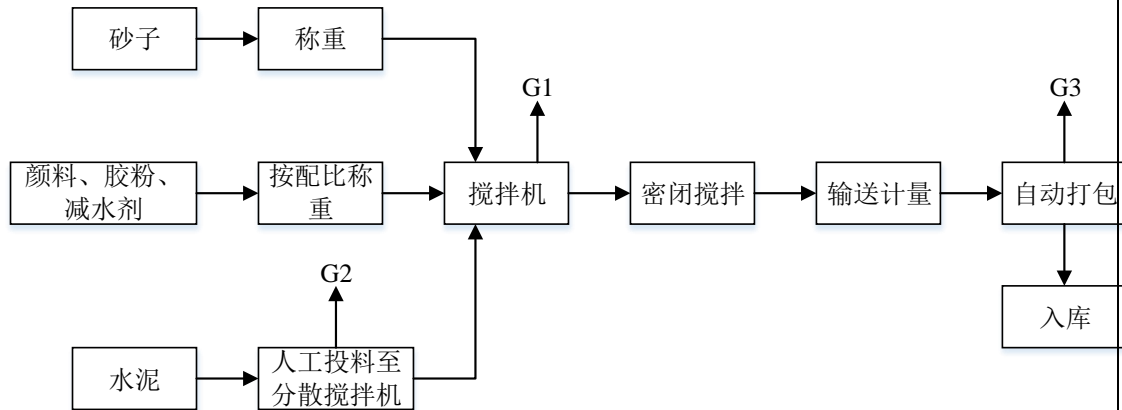 砂子
称重
G1
G3
颜料、胶粉、
减水剂
按配比称
重
搅拌机
密闭搅拌
输送计量
自动打包
G2
入库
水泥
人工投料至
分散搅拌机